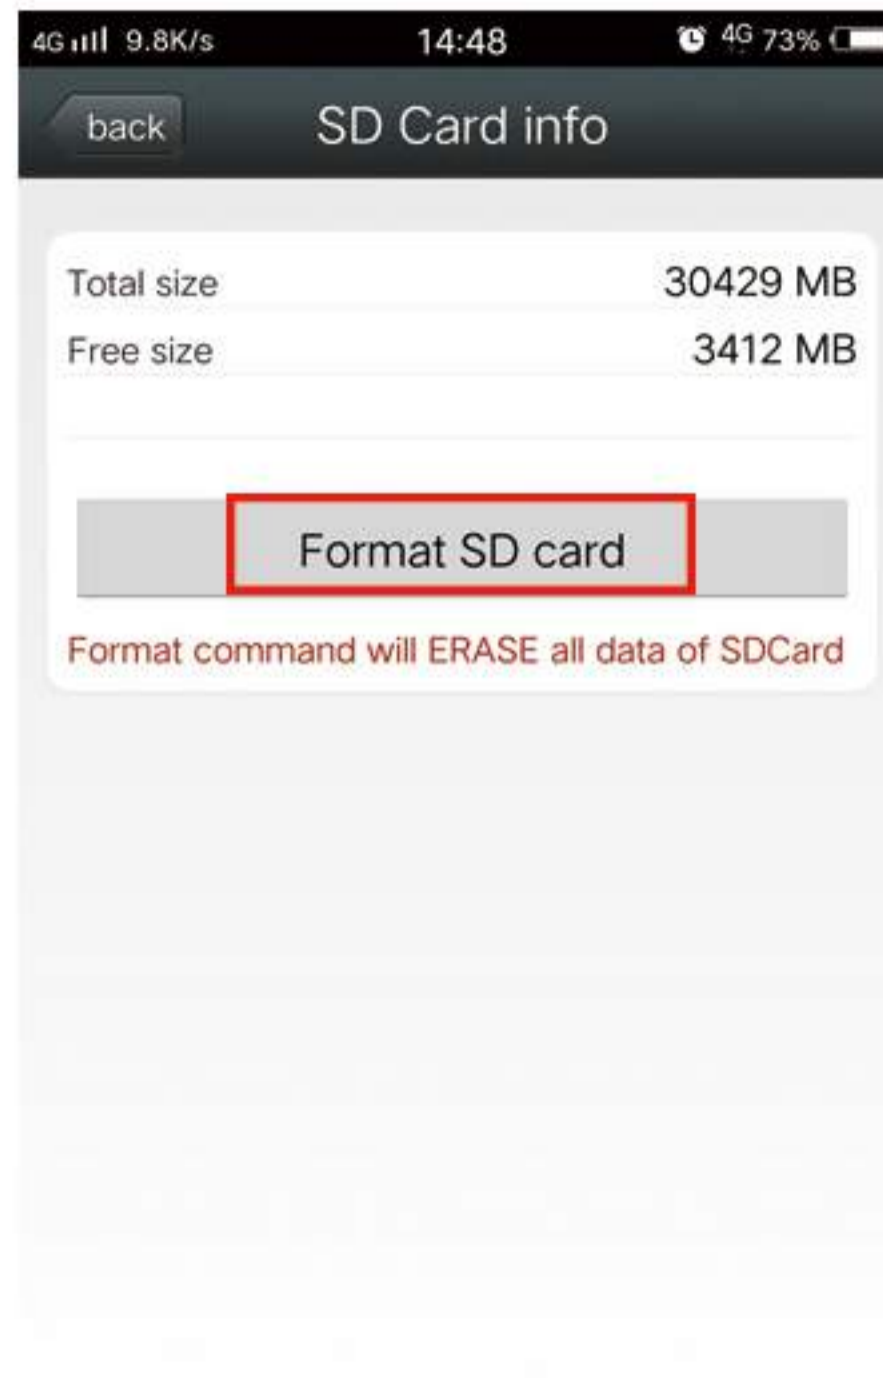 4G 9.8K/s 14:48 4G 73%
back SD Card info
Total size 30429 MB
Free size 3412 MB
Format SD card
Format command will ERASE all data of SDCard